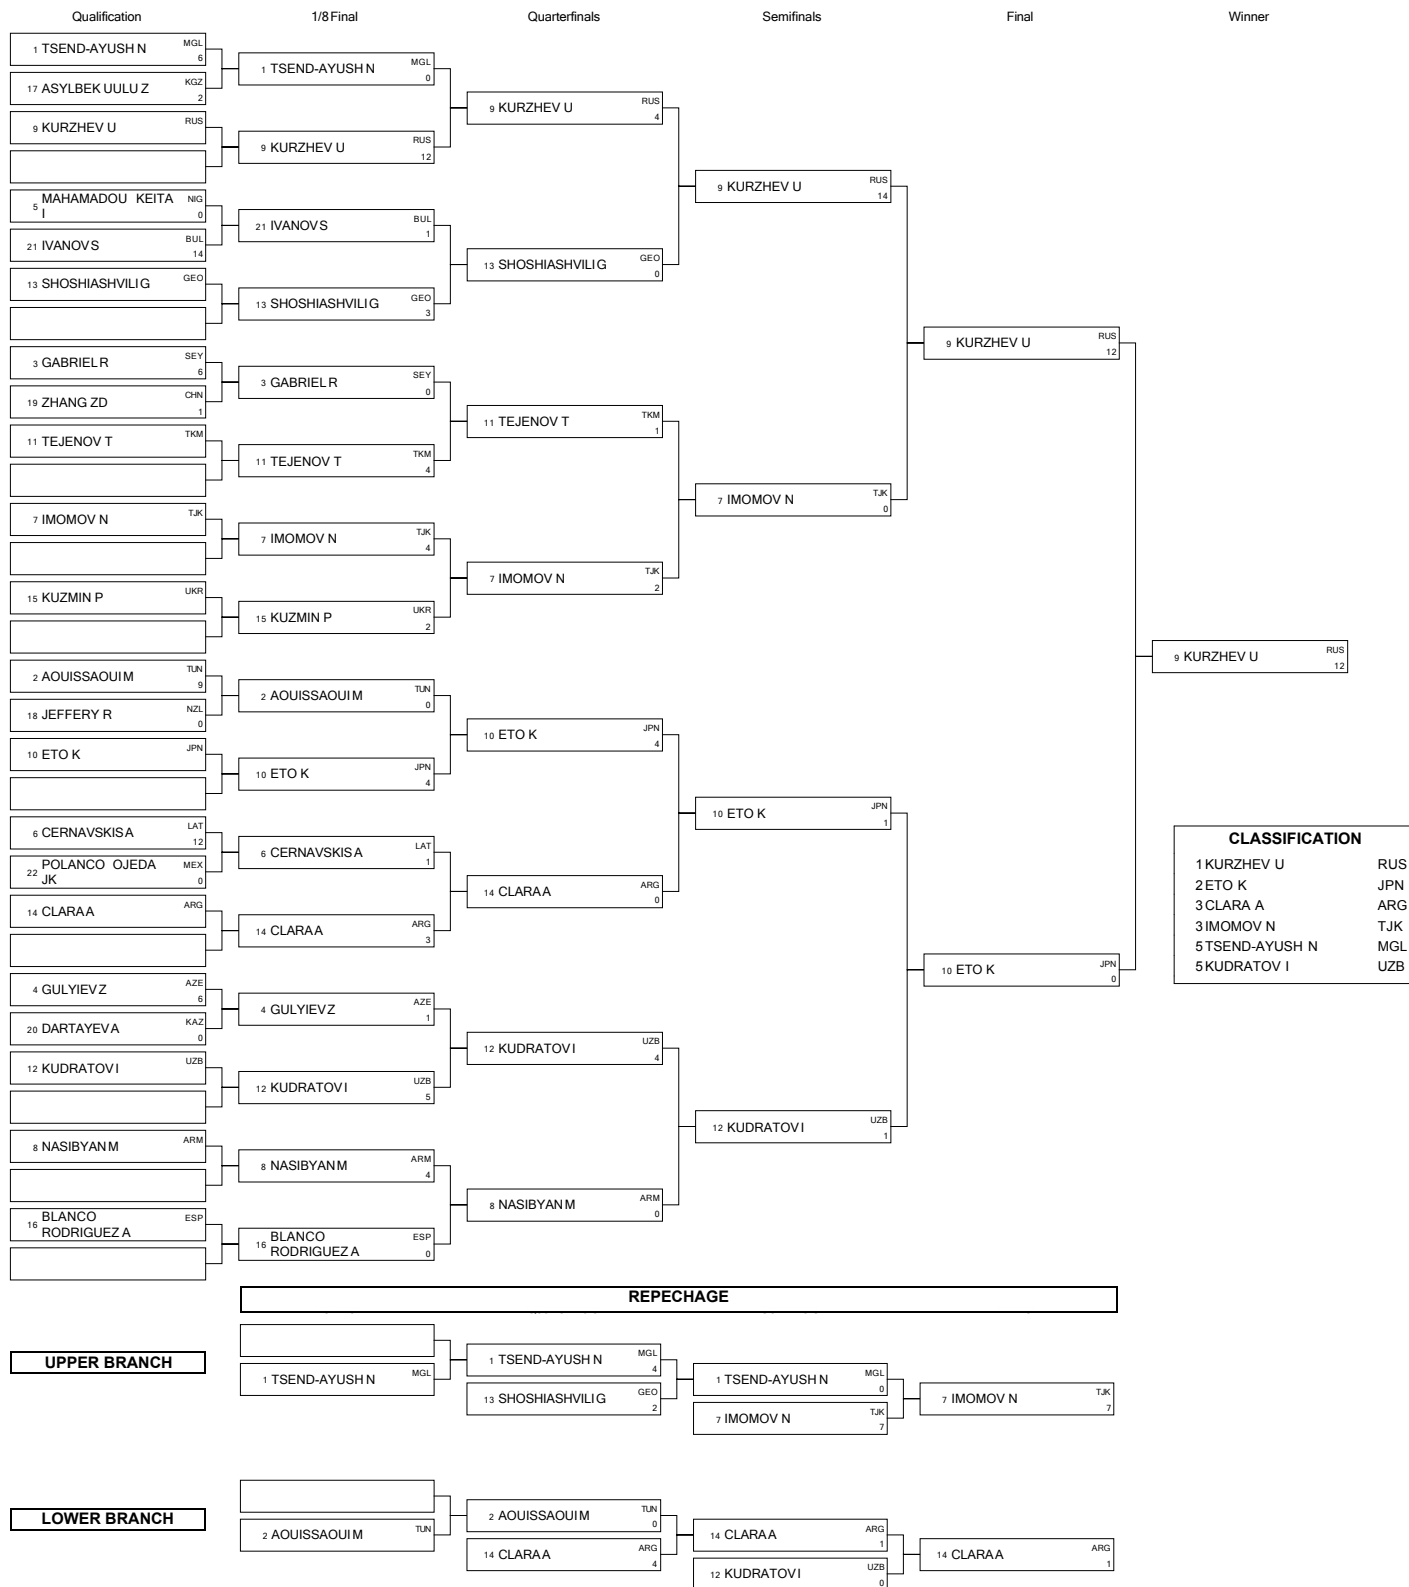 Qualification 1/8 Final Quarterfinals Semifinals Final Winner
1 TSEND-AYUSH N MGL 6
17 ASYLBEK UULU Z KGZ 2
9 KURZHEV U RUS
5 MAHAMADOU KEITA I NIG 0
21 IVANOV S BUL 14
13 SHOSHIASHVILI G GEO
3 GABRIEL R SEY 6
19 ZHANG ZD CHN 1
11 TEJENOV T TKM
7 IMOMOV N TJK
15 KUZMIN P UKR
2 AOUISSAOUI M TUN 9
18 JEFFERY R NZL 0
10 ETO K JPN
6 CERNAVSKIS A LAT 12
22 POLANCO OJEDA JK MEX 0
14 CLARA A ARG
4 GULYIEV Z AZE 6
20 DARTAYEV A KAZ 0
12 KUDRATOV I UZB
8 NASIBYAN M ARM
16 BLANCO RODRIGUEZ A ESP
1 TSEND-AYUSH N MGL 0
9 KURZHEV U RUS 12
21 IVANOV S BUL 1
13 SHOSHIASHVILI G GEO 3
3 GABRIEL R SEY 0
11 TEJENOV T TKM 4
7 IMOMOV N TJK 4
15 KUZMIN P UKR 2
2 AOUISSAOUI M TUN 0
10 ETO K JPN 4
6 CERNAVSKIS A LAT 1
14 CLARA A ARG 3
4 GULYIEV Z AZE 1
12 KUDRATOV I UZB 5
8 NASIBYAN M ARM 4
16 BLANCO RODRIGUEZ A ESP 0
9 KURZHEV U RUS 4
13 SHOSHIASHVILI G GEO 0
11 TEJENOV T TKM 1
7 IMOMOV N TJK 2
10 ETO K JPN 4
14 CLARA A ARG 0
12 KUDRATOV I UZB 4
8 NASIBYAN M ARM 0
9 KURZHEV U RUS 14
7 IMOMOV N TJK 0
10 ETO K JPN 1
12 KUDRATOV I UZB 1
9 KURZHEV U RUS 12
10 ETO K JPN 0
9 KURZHEV U RUS 12
CLASSIFICATION
1 KURZHEV U RUS
2 ETO K JPN
3 CLARA A ARG
3 IMOMOV N TJK
5 TSEND-AYUSH N MGL
5 KUDRATOV I UZB
REPECHAGE
UPPER BRANCH
1 TSEND-AYUSH N MGL
1 TSEND-AYUSH N MGL 4
13 SHOSHIASHVILI G GEO 2
1 TSEND-AYUSH N MGL 0
7 IMOMOV N TJK 7
7 IMOMOV N TJK 7
LOWER BRANCH
2 AOUISSAOUI M TUN
2 AOUISSAOUI M TUN 0
14 CLARA A ARG 4
14 CLARA A ARG 1
12 KUDRATOV I UZB 0
14 CLARA A ARG 1